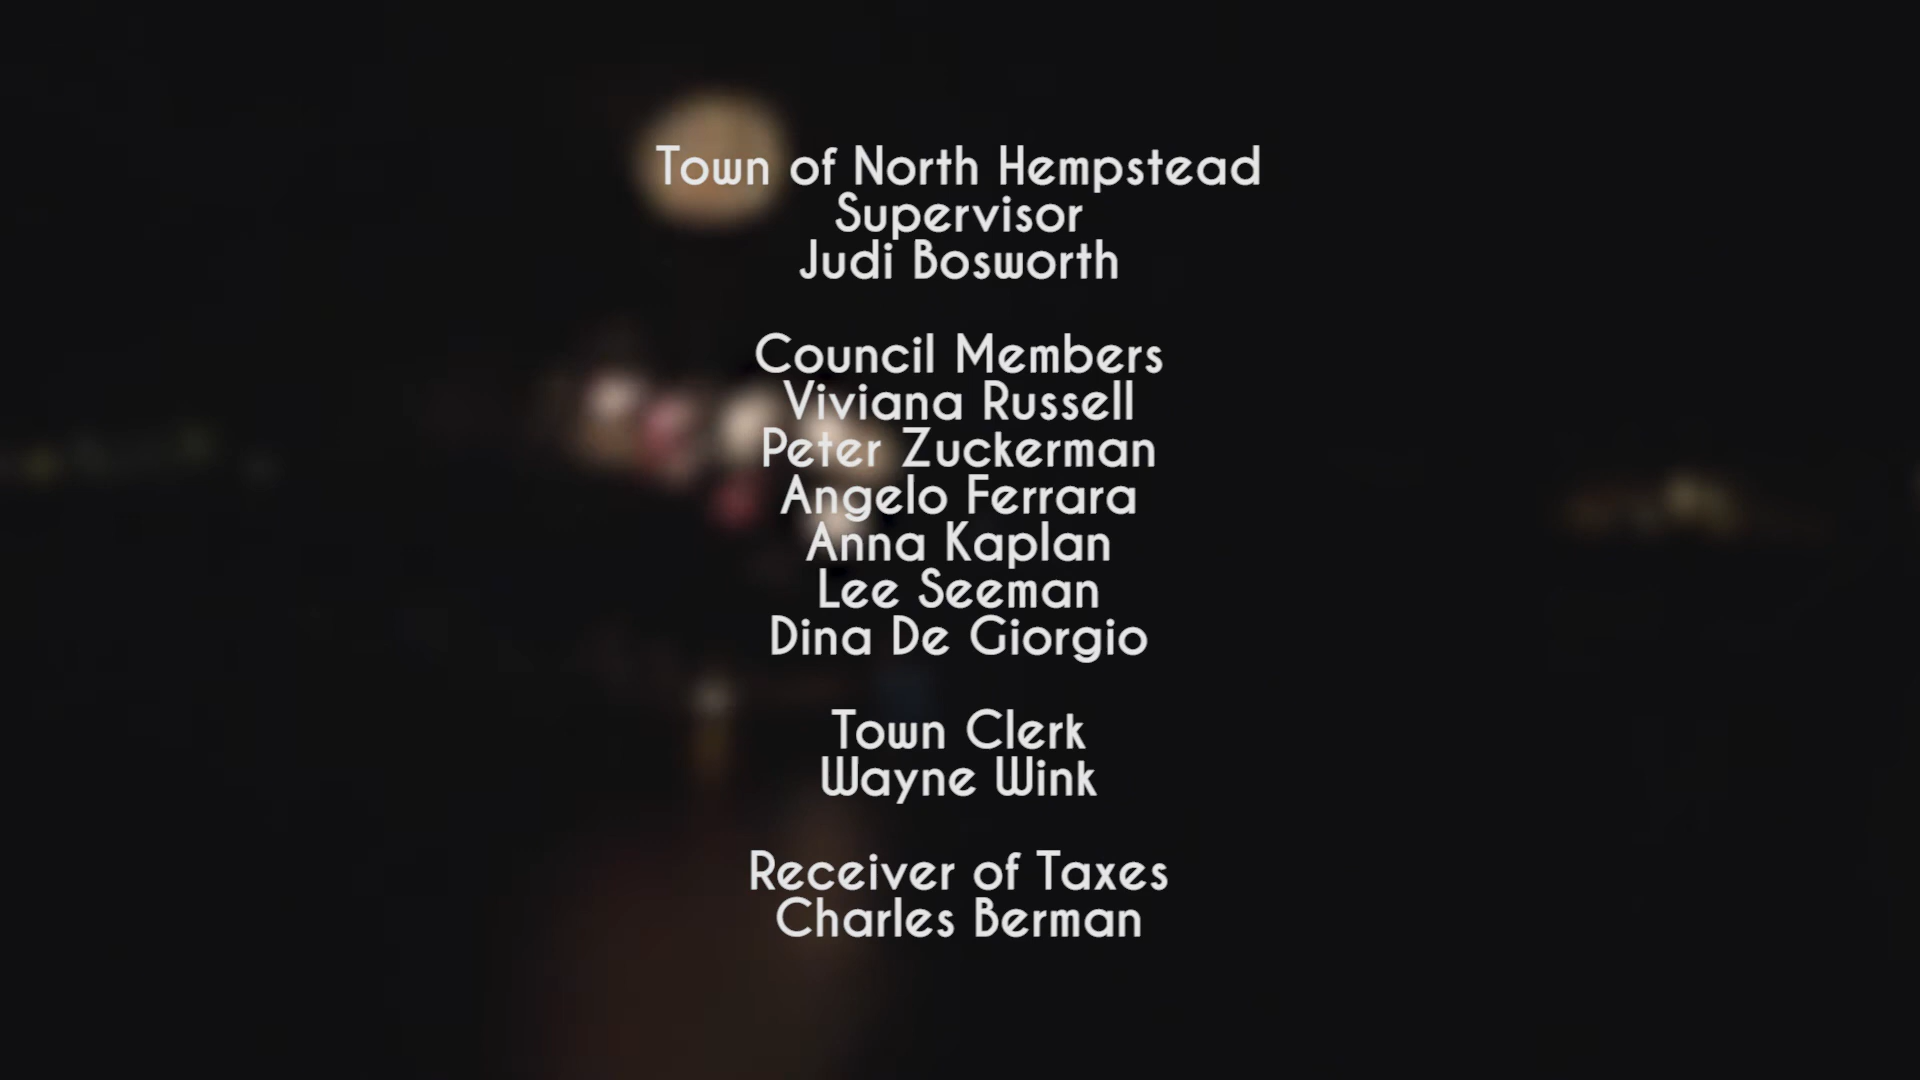 Town of North Hempstead
Supervisor
Judi Bosworth
Council Members
Viviana Russell
Peter Zuckerman
Angelo Ferrara
Anna Kaplan
Lee Seeman
Dina De Giorgio
Town Clerk
Wayne Wink
Receiver of Taxes
Charles Berman